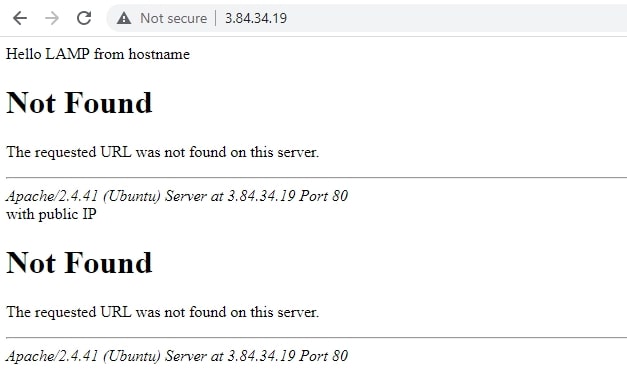 Not secure | 3.84.34.19
Hello LAMP from hostname
Not Found
The requested URL was not found on this server.
Apache/2.4.41 (Ubuntu) Server at 3.84.34.19 Port 80
with public IP
Not Found
The requested URL was not found on this server.
Apache/2.4.41 (Ubuntu) Server at 3.84.34.19 Port 80